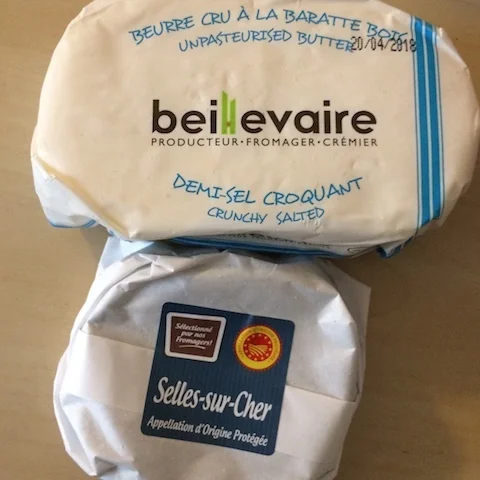 BEURRE CRU À LA BARATTE BOIS
UNPASTEURISED BUTTER
20/04/2018
beillevaire
PRODUCTEUR•FROMAGER•CRÉMIER
DEMI-SEL CROQUANT
CRUNCHY SALTED
Sélectionné
par nos
Fromagers!
Selles-sur-Cher
Appellation d'Origine Protégée